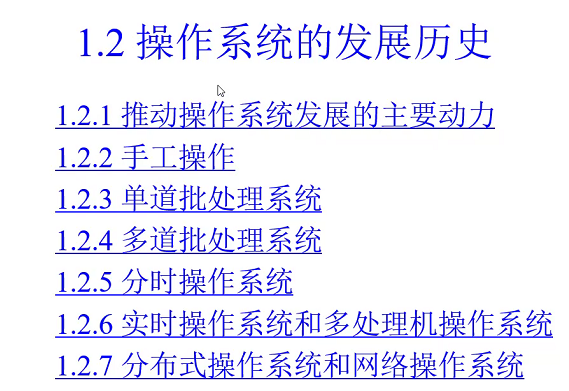 1.2 操作系统的发展历史
1.2.1 推动操作系统发展的主要动力
1.2.2 手工操作
1.2.3 单道批处理系统
1.2.4 多道批处理系统
1.2.5 分时操作系统
1.2.6 实时操作系统和多处理机操作系统
1.2.7 分布式操作系统和网络操作系统